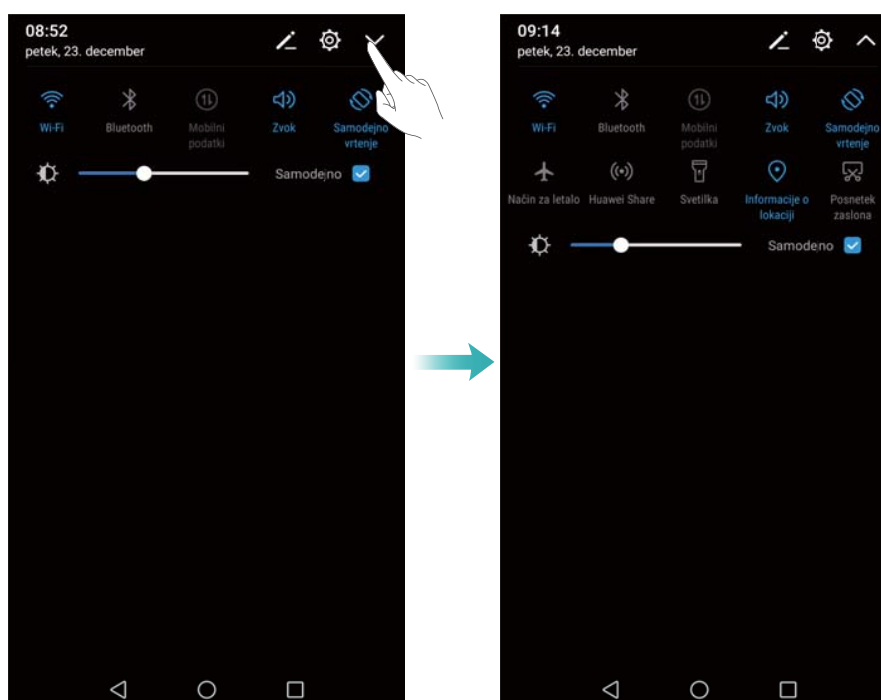 08:52
petek, 23. december
Wi-Fi
Bluetooth
Mobilni
podatki
Zvok
Samodejno
vrtenje
Samodejno
09:14
petek, 23. december
Wi-Fi
Bluetooth
Mobilni
podatki
Zvok
Samodejno
vrtenje
Način za letalo
Huawei Share
Svetilka
Informacije o
lokaciji
Posnetek
zaslona
Samodejno